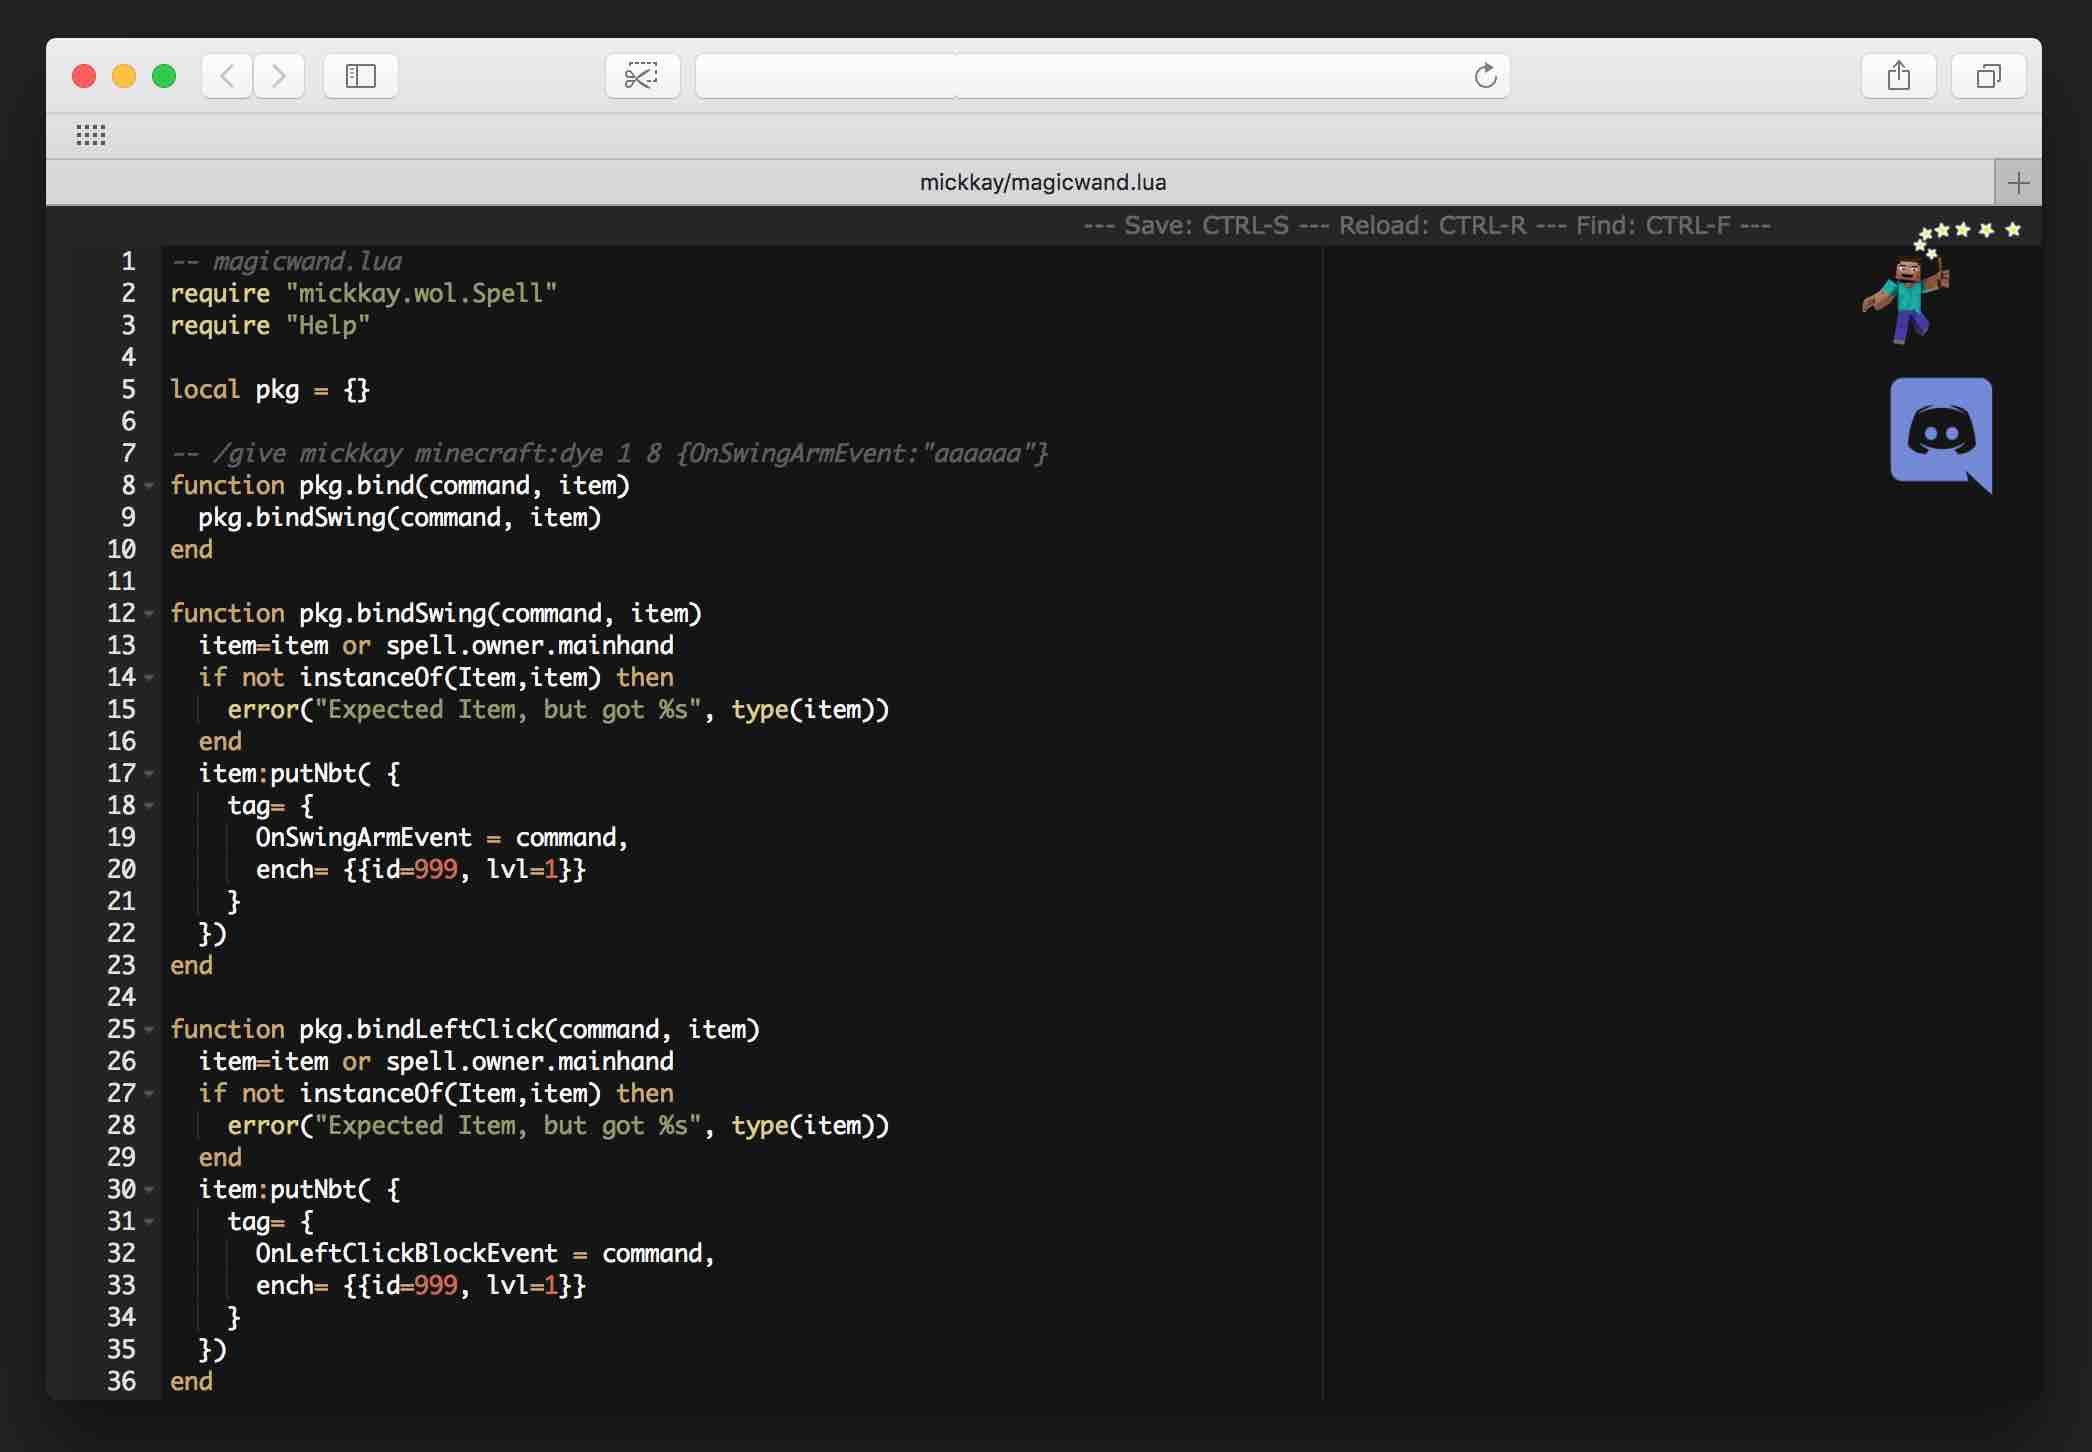 mickkay/magicwand.lua
--- Save: CTRL-S --- Reload: CTRL-R --- Find: CTRL-F ---
1 -- magicwand.lua
2 require "mickkay.wol.Spell"
3 require "Help"
4
5 local pkg = {}
6
7 -- /give mickkay minecraft:dye 1 8 {OnSwingArmEvent:"aaaaaa"}
8 function pkg.bind(command, item)
9   pkg.bindSwing(command, item)
10 end
11
12 function pkg.bindSwing(command, item)
13   item=item or spell.owner.mainhand
14   if not instanceOf(Item,item) then
15     error("Expected Item, but got %s", type(item))
16   end
17   item:putNbt( {
18     tag= {
19       OnSwingArmEvent = command,
20       ench= {{id=999, lvl=1}}
21     }
22   })
23 end
24
25 function pkg.bindLeftClick(command, item)
26   item=item or spell.owner.mainhand
27   if not instanceOf(Item,item) then
28     error("Expected Item, but got %s", type(item))
29   end
30   item:putNbt( {
31     tag= {
32       OnLeftClickBlockEvent = command,
33       ench= {{id=999, lvl=1}}
34     }
35   })
36 end